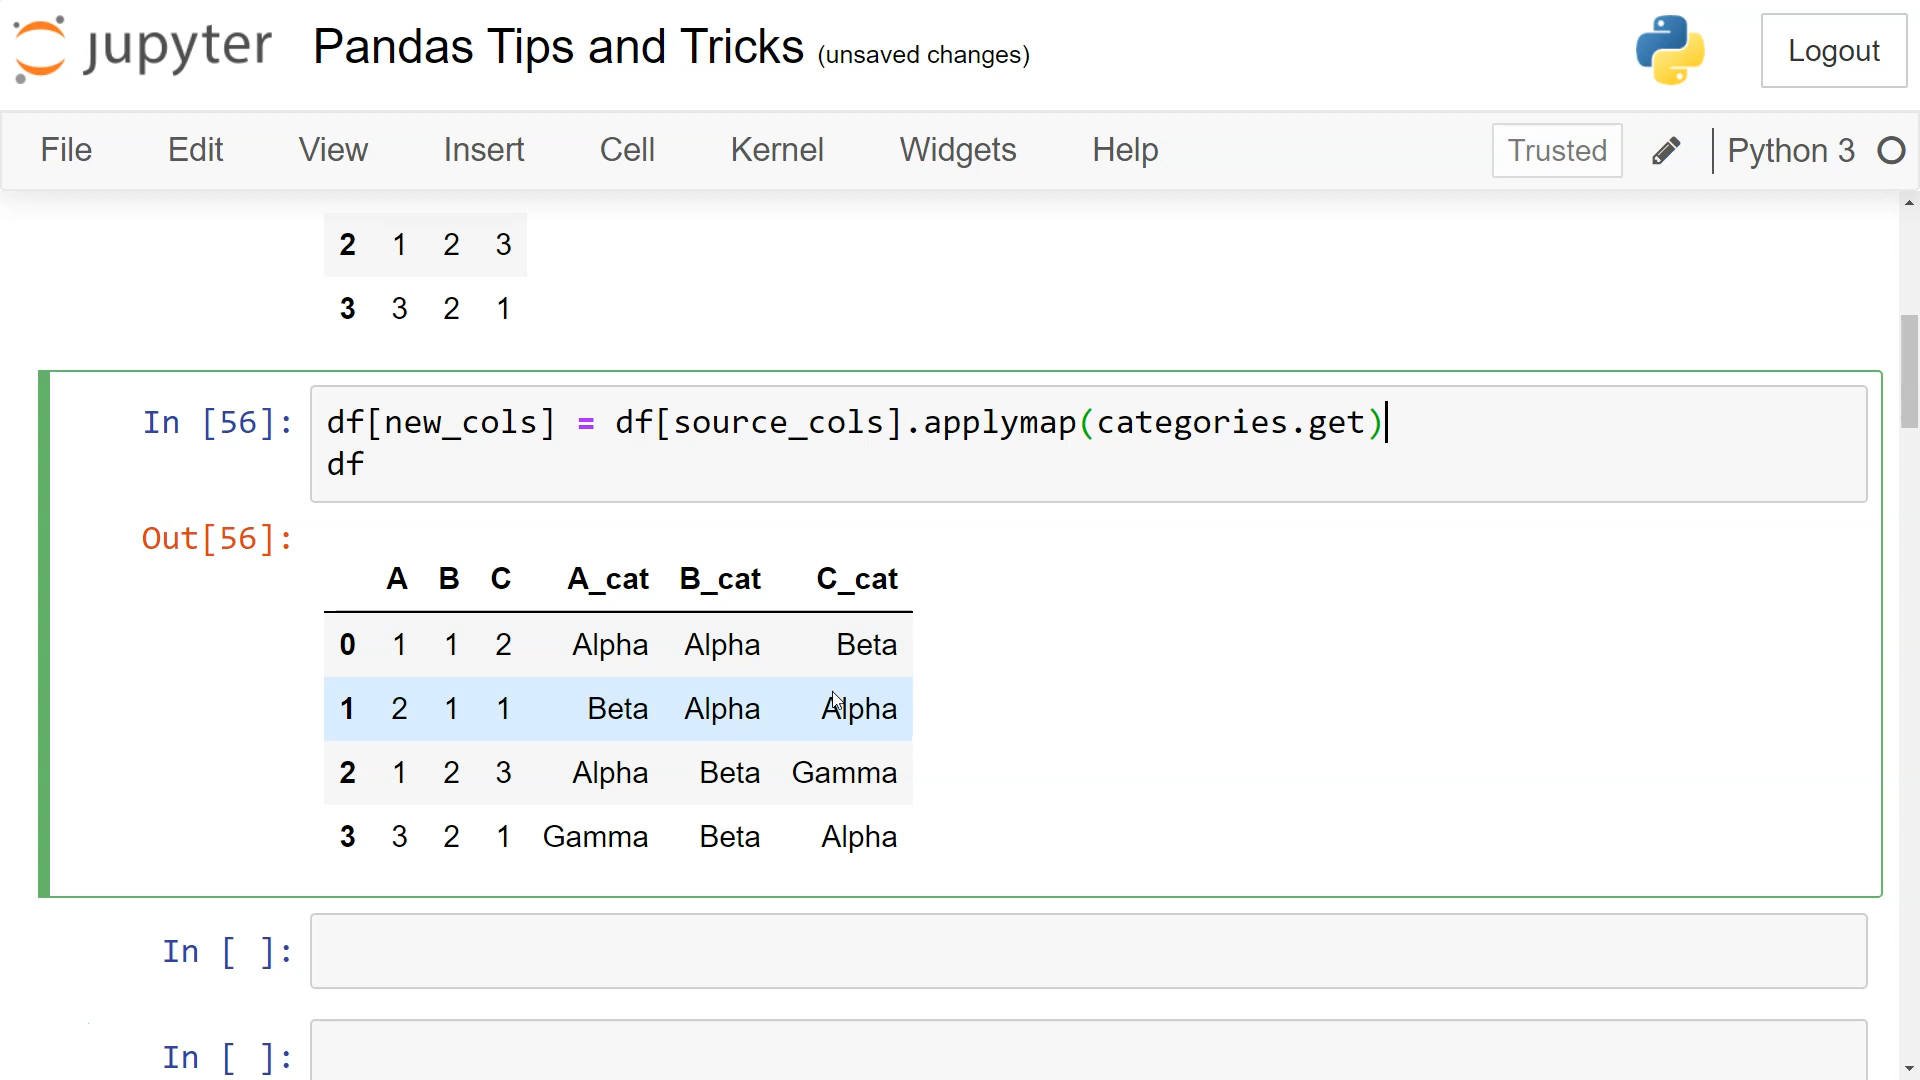 jupyter Pandas Tips and Tricks (unsaved changes) Logout
File Edit View Insert Cell Kernel Widgets Help Trusted Python 3
2 1 2 3
3 3 2 1
In [56]: df[new_cols] = df[source_cols].applymap(categories.get)
df
Out[56]:
A B C A_cat B_cat C_cat
0 1 1 2 Alpha Alpha Beta
1 2 1 1 Beta Alpha Alpha
2 1 2 3 Alpha Beta Gamma
3 3 2 1 Gamma Beta Alpha
In [ ]:
In [ ]: